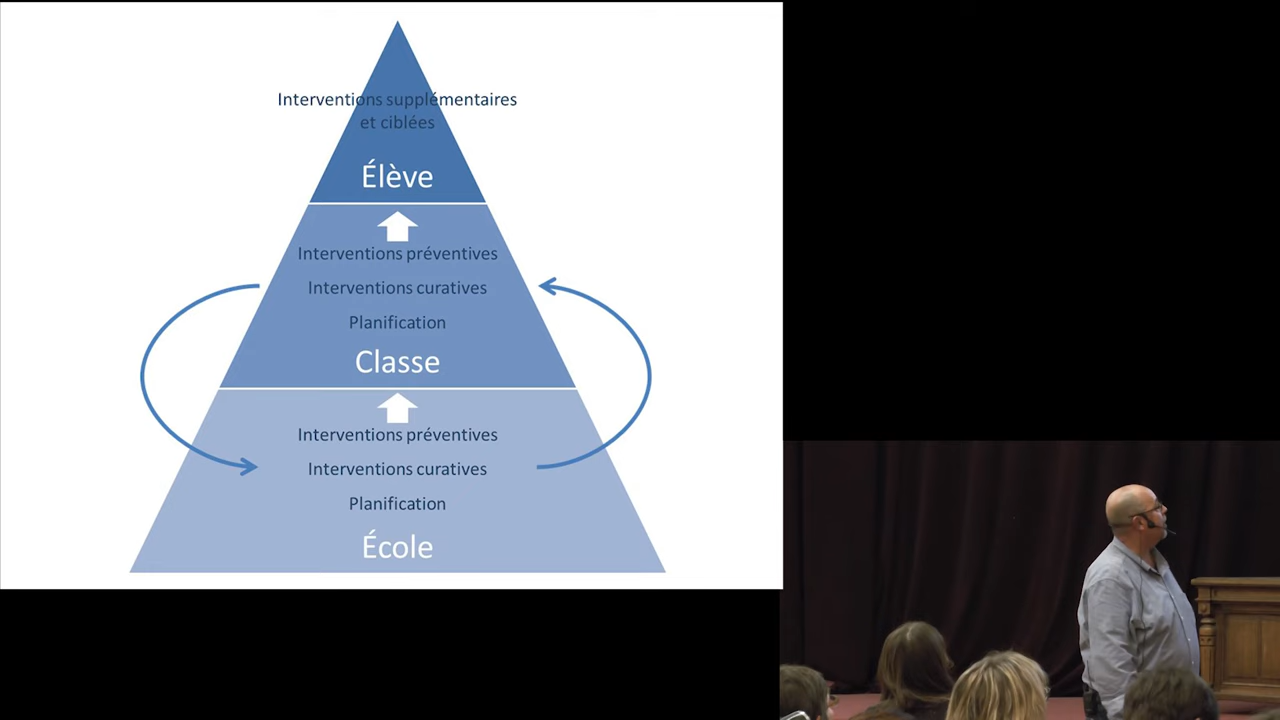 Interventions supplémentaires
et ciblées
Élève
Interventions préventives
Interventions curatives
Planification
Classe
Interventions préventives
Interventions curatives
Planification
École